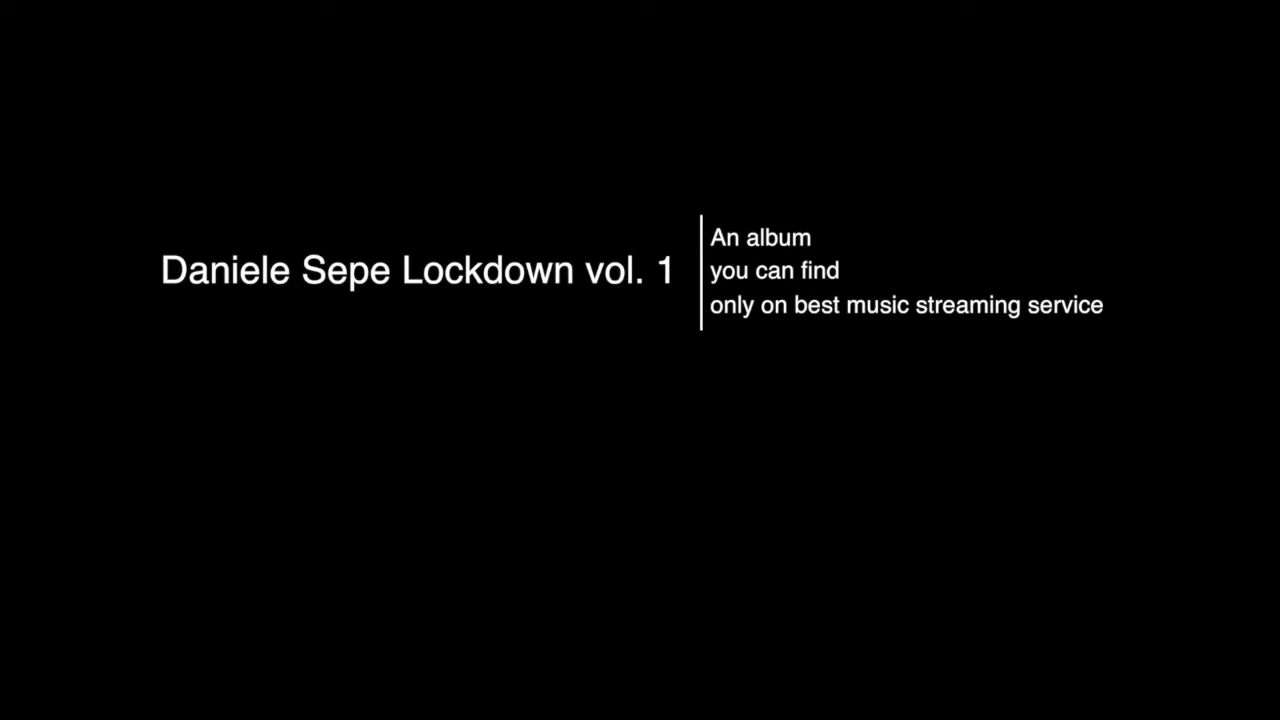 Daniele Sepe Lockdown vol. 1
An album
you can find
only on best music streaming service